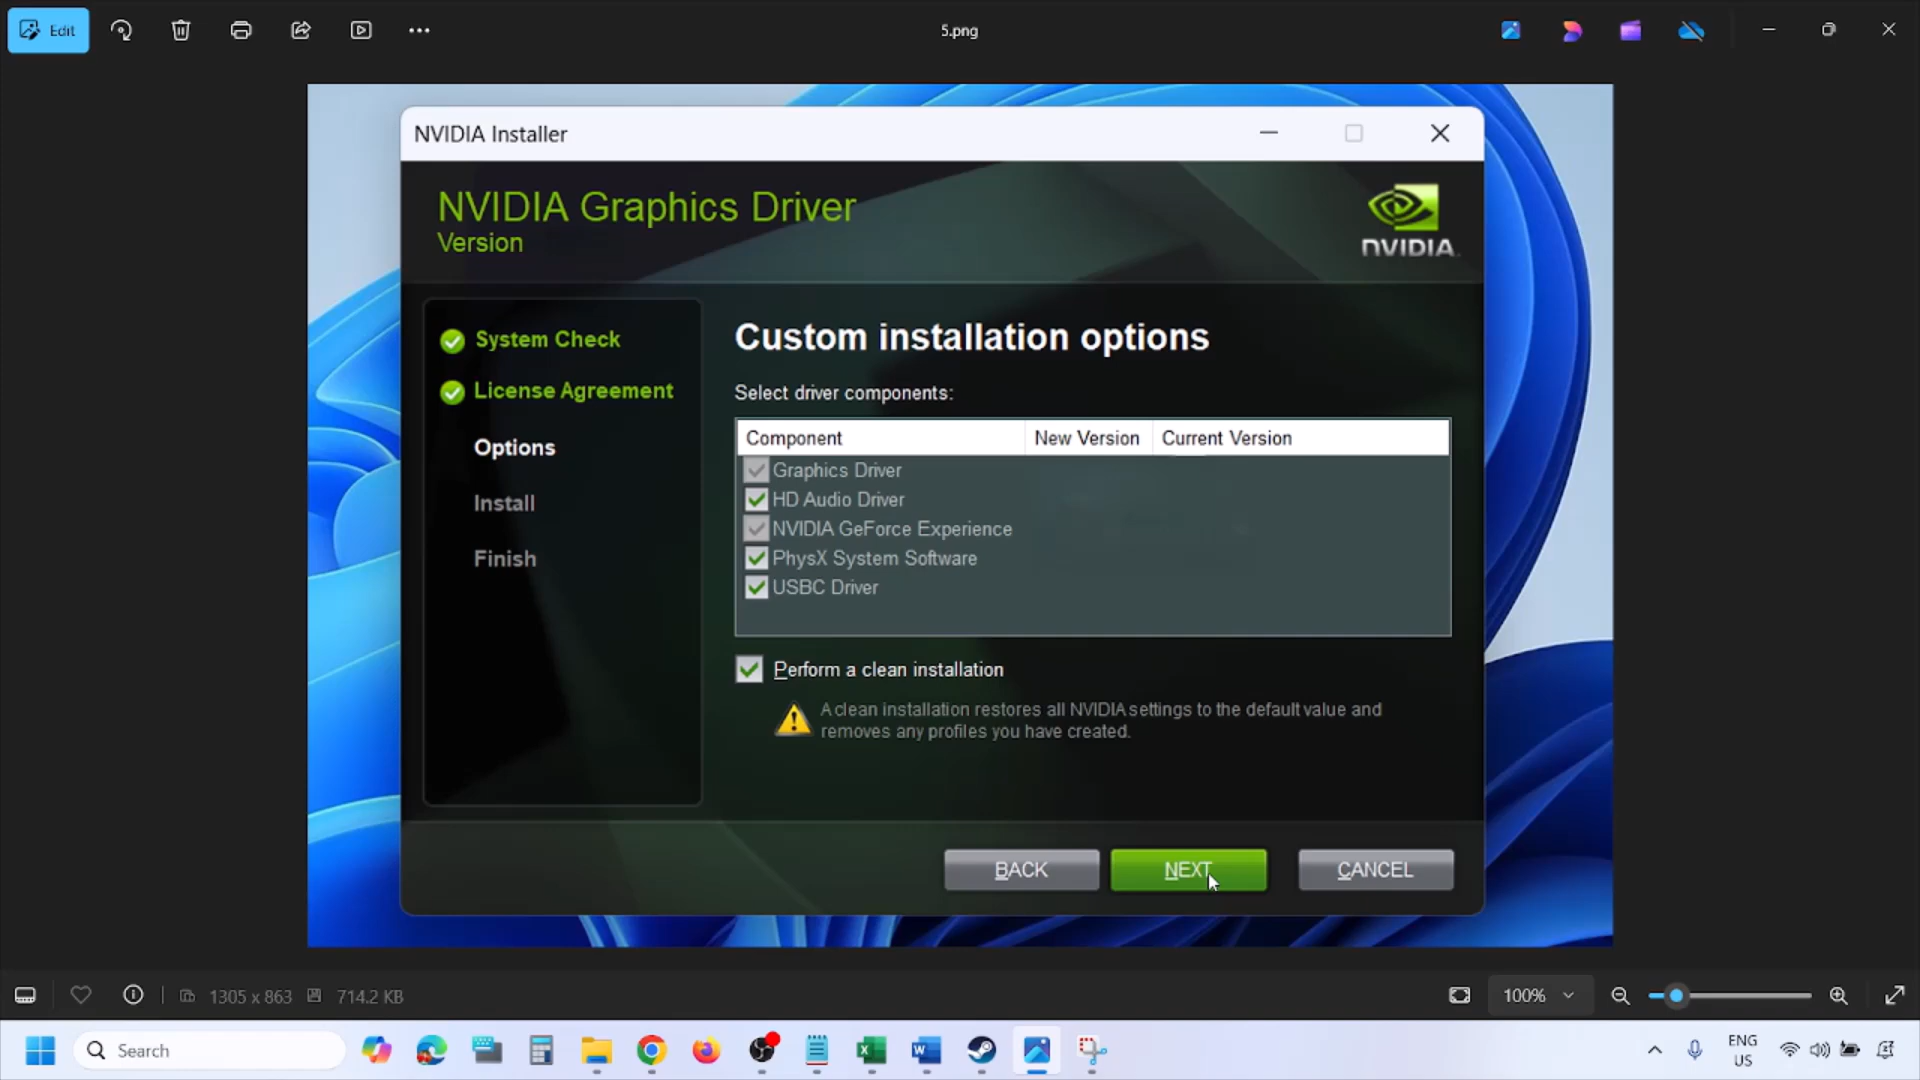 Edit
5.png
NVIDIA Installer
NVIDIA Graphics Driver
Version
NVIDIA
System Check
License Agreement
Options
Install
Finish
Custom installation options
Select driver components:
Component New Version Current Version
Graphics Driver
HD Audio Driver
NVIDIA GeForce Experience
PhysX System Software
USBC Driver
Perform a clean installation
A clean installation restores all NVIDIA settings to the default value and
removes any profiles you have created.
BACK NEXT CANCEL
1305 x 863 714.2 KB 100%
Search
ENG
US